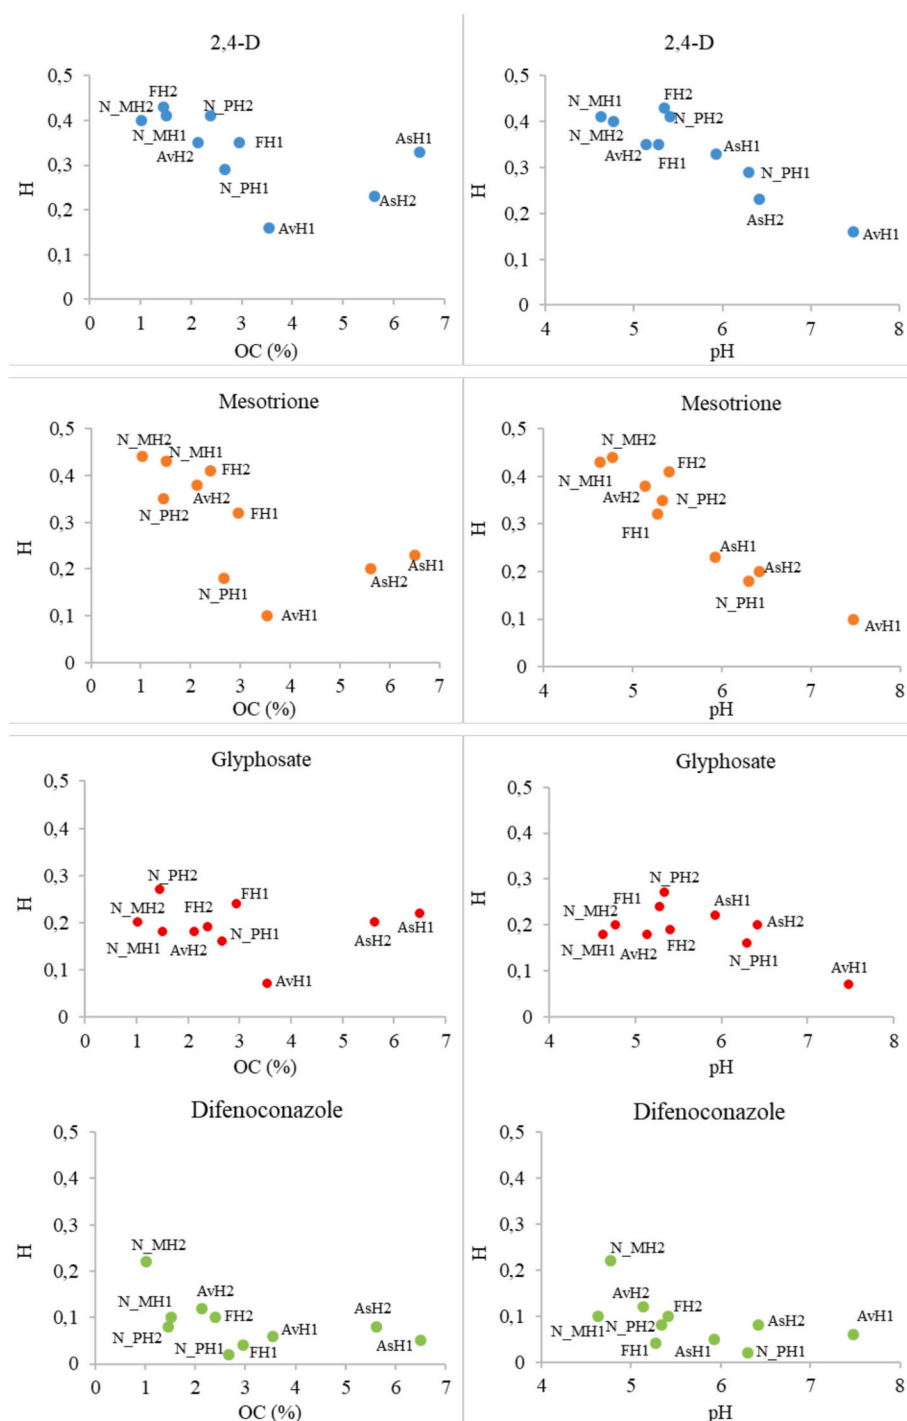 2,4-D
0,5
0,4
0,3
0,2
0,1
0
H
FH2
N_MH2
N_PH2
N_MH1
AvH2
FH1
N_PH1
AsH1
AsH2
AvH1
0 1 2 3 4 5 6 7
OC (%)
2,4-D
0,5
0,4
0,3
0,2
0,1
0
H
N_MH1
FH2
N_PH2
N_MH2
AvH2
FH1
AsH1
N_PH1
AsH2
AvH1
4 5 6 7 8
pH
Mesotrione
0,5
0,4
0,3
0,2
0,1
0
H
N_MH2
N_MH1
FH2
AvH2
N_PH2
FH1
N_PH1
AsH1
AsH2
AvH1
0 1 2 3 4 5 6 7
OC (%)
Mesotrione
0,5
0,4
0,3
0,2
0,1
0
H
N_MH2
FH2
N_MH1
AvH2
N_PH2
FH1
AsH1
AsH2
N_PH1
AvH1
4 5 6 7 8
pH
Glyphosate
0,5
0,4
0,3
0,2
0,1
0
H
N_PH2
FH1
N_MH2
FH2
N_PH1
N_MH1
AvH2
AsH2
AsH1
AvH1
0 1 2 3 4 5 6 7
OC (%)
Glyphosate
0,5
0,4
0,3
0,2
0,1
0
H
N_PH2
FH1
N_MH2
AsH1
AsH2
N_MH1
AvH2
FH2
N_PH1
AvH1
4 5 6 7 8
pH
Difenoconazole
0,5
0,4
0,3
0,2
0,1
0
H
N_MH2
AvH2
N_MH1
FH2
AsH2
AvH1
N_PH2
N_PH1
FH1
AsH1
0 1 2 3 4 5 6 7
OC (%)
Difenoconazole
0,5
0,4
0,3
0,2
0,1
0
H
N_MH2
AvH2
FH2
AsH2
AvH1
N_MH1
N_PH2
FH1
AsH1
N_PH1
4 5 6 7 8
pH